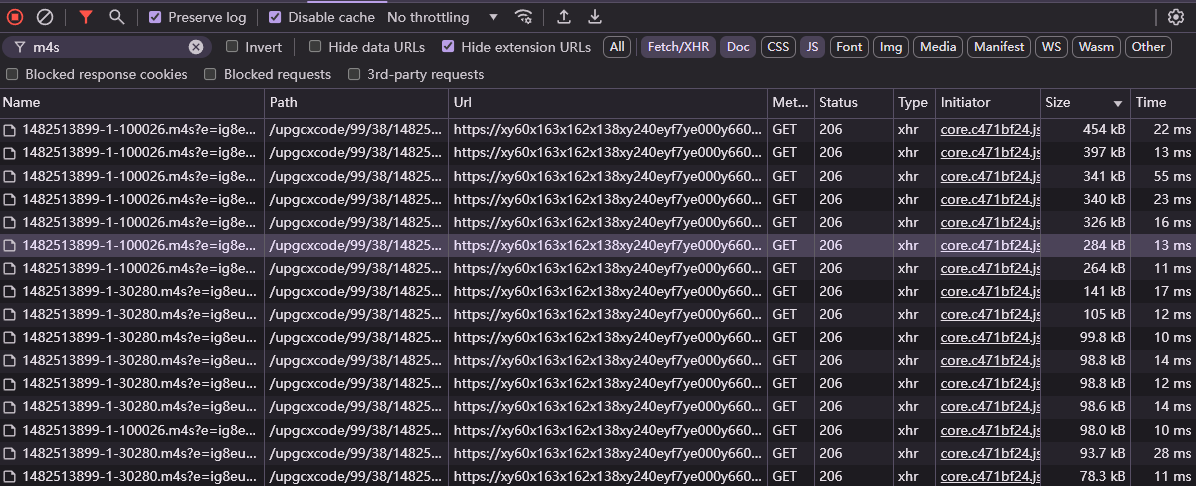 Preserve log Disable cache No throttling
m4s Invert Hide data URLs Hide extension URLs All Fetch/XHR Doc CSS JS Font Img Media Manifest WS Wasm Other
Blocked response cookies Blocked requests 3rd-party requests
Name Path Url Met... Status Type Initiator Size Time
1482513899-1-100026.m4s?e=ig8e... /upgcxcode/99/38/14825... https://xy60x163x162x138xy240eyf7ye000y660... GET 206 xhr core.c471bf24.js 454 kB 22 ms
1482513899-1-100026.m4s?e=ig8e... /upgcxcode/99/38/14825... https://xy60x163x162x138xy240eyf7ye000y660... GET 206 xhr core.c471bf24.js 397 kB 13 ms
1482513899-1-100026.m4s?e=ig8e... /upgcxcode/99/38/14825... https://xy60x163x162x138xy240eyf7ye000y660... GET 206 xhr core.c471bf24.js 341 kB 55 ms
1482513899-1-100026.m4s?e=ig8e... /upgcxcode/99/38/14825... https://xy60x163x162x138xy240eyf7ye000y660... GET 206 xhr core.c471bf24.js 340 kB 23 ms
1482513899-1-100026.m4s?e=ig8e... /upgcxcode/99/38/14825... https://xy60x163x162x138xy240eyf7ye000y660... GET 206 xhr core.c471bf24.js 326 kB 16 ms
1482513899-1-100026.m4s?e=ig8e... /upgcxcode/99/38/14825... https://xy60x163x162x138xy240eyf7ye000y660... GET 206 xhr core.c471bf24.js 284 kB 13 ms
1482513899-1-100026.m4s?e=ig8e... /upgcxcode/99/38/14825... https://xy60x163x162x138xy240eyf7ye000y660... GET 206 xhr core.c471bf24.js 264 kB 11 ms
1482513899-1-30280.m4s?e=ig8eu... /upgcxcode/99/38/14825... https://xy60x163x162x138xy240eyf7ye000y660... GET 206 xhr core.c471bf24.js 141 kB 17 ms
1482513899-1-30280.m4s?e=ig8eu... /upgcxcode/99/38/14825... https://xy60x163x162x138xy240eyf7ye000y660... GET 206 xhr core.c471bf24.js 105 kB 12 ms
1482513899-1-30280.m4s?e=ig8eu... /upgcxcode/99/38/14825... https://xy60x163x162x138xy240eyf7ye000y660... GET 206 xhr core.c471bf24.js 99.8 kB 10 ms
1482513899-1-30280.m4s?e=ig8eu... /upgcxcode/99/38/14825... https://xy60x163x162x138xy240eyf7ye000y660... GET 206 xhr core.c471bf24.js 98.8 kB 14 ms
1482513899-1-30280.m4s?e=ig8eu... /upgcxcode/99/38/14825... https://xy60x163x162x138xy240eyf7ye000y660... GET 206 xhr core.c471bf24.js 98.8 kB 12 ms
1482513899-1-30280.m4s?e=ig8eu... /upgcxcode/99/38/14825... https://xy60x163x162x138xy240eyf7ye000y660... GET 206 xhr core.c471bf24.js 98.6 kB 14 ms
1482513899-1-100026.m4s?e=ig8e... /upgcxcode/99/38/14825... https://xy60x163x162x138xy240eyf7ye000y660... GET 206 xhr core.c471bf24.js 98.0 kB 10 ms
1482513899-1-30280.m4s?e=ig8eu... /upgcxcode/99/38/14825... https://xy60x163x162x138xy240eyf7ye000y660... GET 206 xhr core.c471bf24.js 93.7 kB 28 ms
1482513899-1-30280.m4s?e=ig8eu... /upgcxcode/99/38/14825... https://xy60x163x162x138xy240eyf7ye000y660... GET 206 xhr core.c471bf24.js 78.3 kB 11 ms